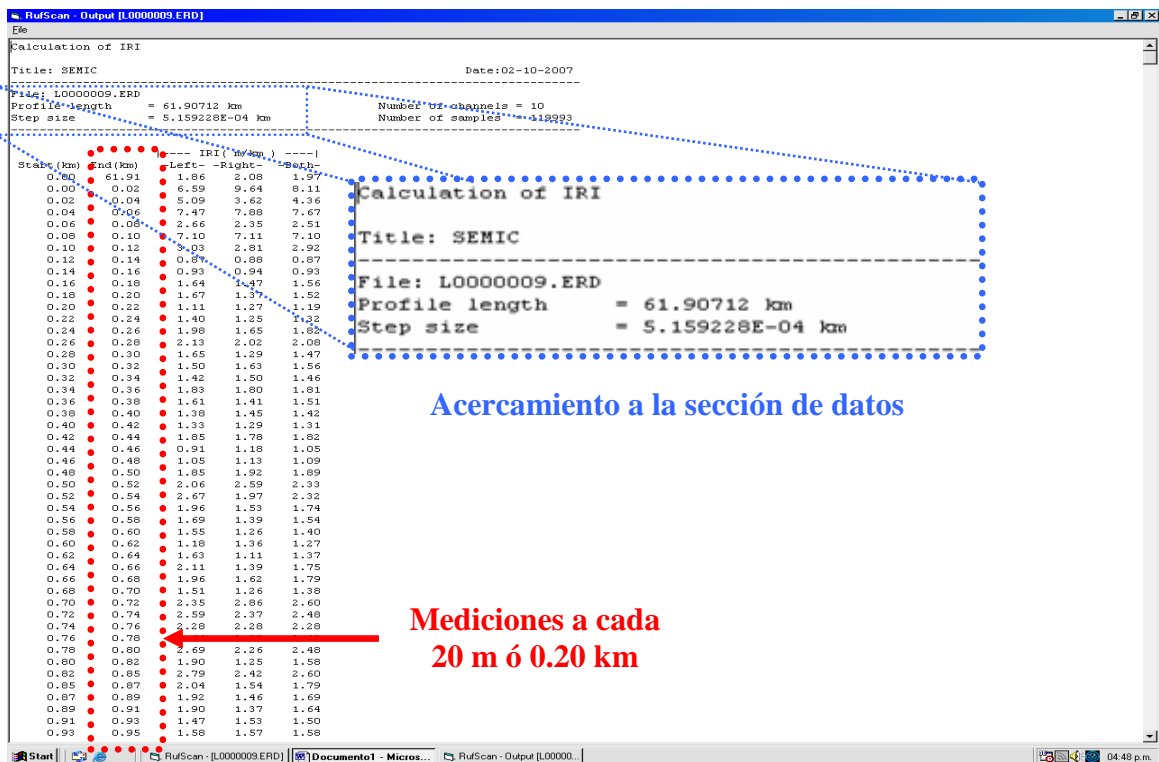 RufScan - Output [L0000009.ERD]
File
Calculation of IRI
Title: SEMIC Date:02-10-2007
File: L0000009.ERD
Profile length = 61.90712 km Number of channels = 10
Step size = 5.159228E-04 km Number of samples = 119993
|---- IRI( m/km ) ----|
Start(km) End(km) -Left- -Right- -Both-
0.00 61.91 1.86 2.08 1.97
0.00 0.02 6.59 9.64 8.11
0.02 0.04 5.09 3.62 4.36
0.04 0.06 7.47 7.88 7.67
0.06 0.08 2.66 2.35 2.51
0.08 0.10 7.10 7.11 7.10
0.10 0.12 3.03 2.81 2.92
0.12 0.14 0.87 0.88 0.87
0.14 0.16 0.93 0.94 0.93
0.16 0.18 1.64 1.47 1.56
0.18 0.20 1.67 1.37 1.52
0.20 0.22 1.11 1.27 1.19
0.22 0.24 1.40 1.25 1.32
0.24 0.26 1.98 1.65 1.82
0.26 0.28 2.13 2.02 2.08
0.28 0.30 1.65 1.29 1.47
0.30 0.32 1.50 1.63 1.56
0.32 0.34 1.42 1.50 1.46
0.34 0.36 1.83 1.80 1.81
0.36 0.38 1.61 1.41 1.51
0.38 0.40 1.38 1.45 1.42
0.40 0.42 1.33 1.29 1.31
0.42 0.44 1.85 1.78 1.82
0.44 0.46 0.91 1.18 1.05
0.46 0.48 1.05 1.13 1.09
0.48 0.50 1.85 1.92 1.89
0.50 0.52 2.06 2.59 2.33
0.52 0.54 2.67 1.97 2.32
0.54 0.56 1.96 1.53 1.74
0.56 0.58 1.69 1.39 1.54
0.58 0.60 1.55 1.26 1.40
0.60 0.62 1.18 1.36 1.27
0.62 0.64 1.63 1.11 1.37
0.64 0.66 2.11 1.39 1.75
0.66 0.68 1.96 1.62 1.79
0.68 0.70 1.51 1.26 1.38
0.70 0.72 2.35 2.86 2.60
0.72 0.74 2.59 2.37 2.48
0.74 0.76 2.28 2.28 2.28
0.76 0.78
0.78 0.80 2.69 2.26 2.48
0.80 0.82 1.90 1.25 1.58
0.82 0.85 2.79 2.42 2.60
0.85 0.87 2.04 1.54 1.79
0.87 0.89 1.92 1.46 1.69
0.89 0.91 1.90 1.37 1.64
0.91 0.93 1.47 1.53 1.50
0.93 0.95 1.58 1.57 1.58
Calculation of IRI
Title: SEMIC
File: L0000009.ERD
Profile length = 61.90712 km
Step size = 5.159228E-04 km
Acercamiento a la sección de datos
Mediciones a cada
20 m ó 0.20 km
Start RufScan - [L0000009.ERD] Documento1 - Micros... RufScan - Output [L00000... 04:48 p.m.